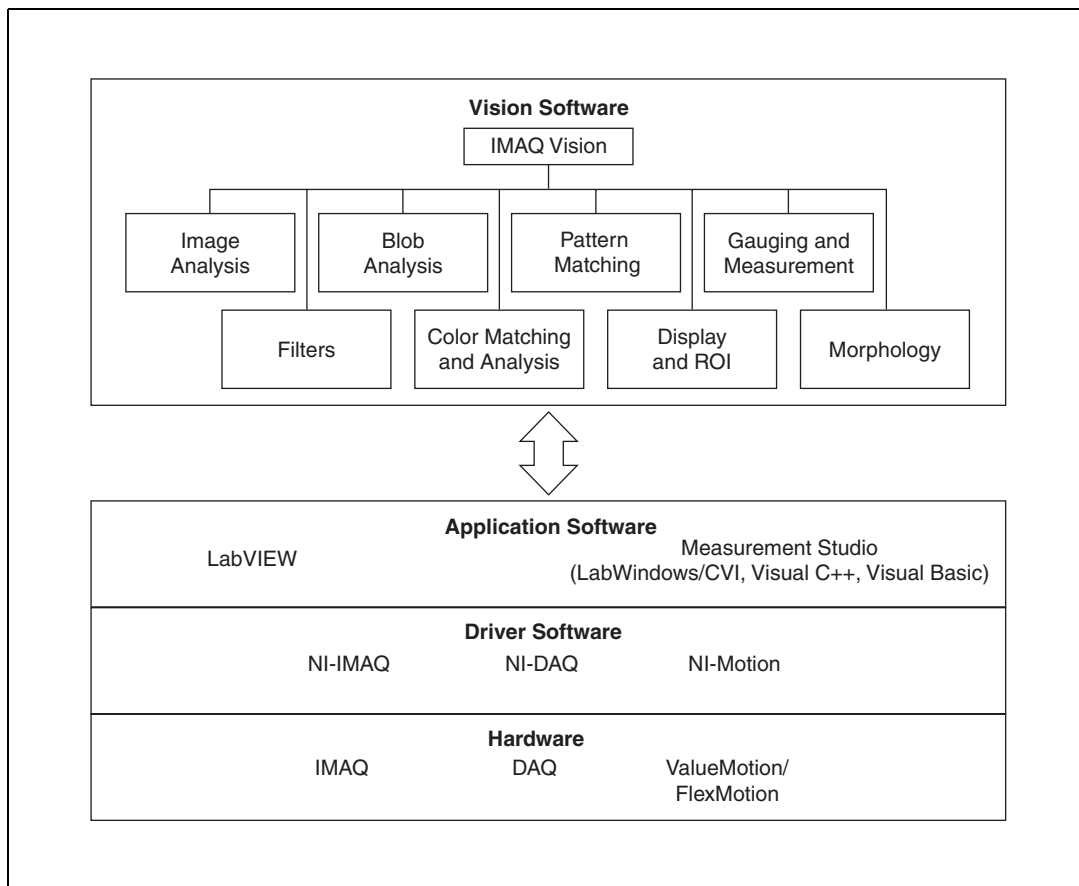 Vision Software
IMAQ Vision
Image
Analysis
Blob
Analysis
Pattern
Matching
Gauging and
Measurement
Filters
Color Matching
and Analysis
Display
and ROI
Morphology
Application Software
LabVIEW
Measurement Studio
(LabWindows/CVI, Visual C++, Visual Basic)
Driver Software
NI-IMAQ
NI-DAQ
NI-Motion
Hardware
IMAQ
DAQ
ValueMotion/
FlexMotion